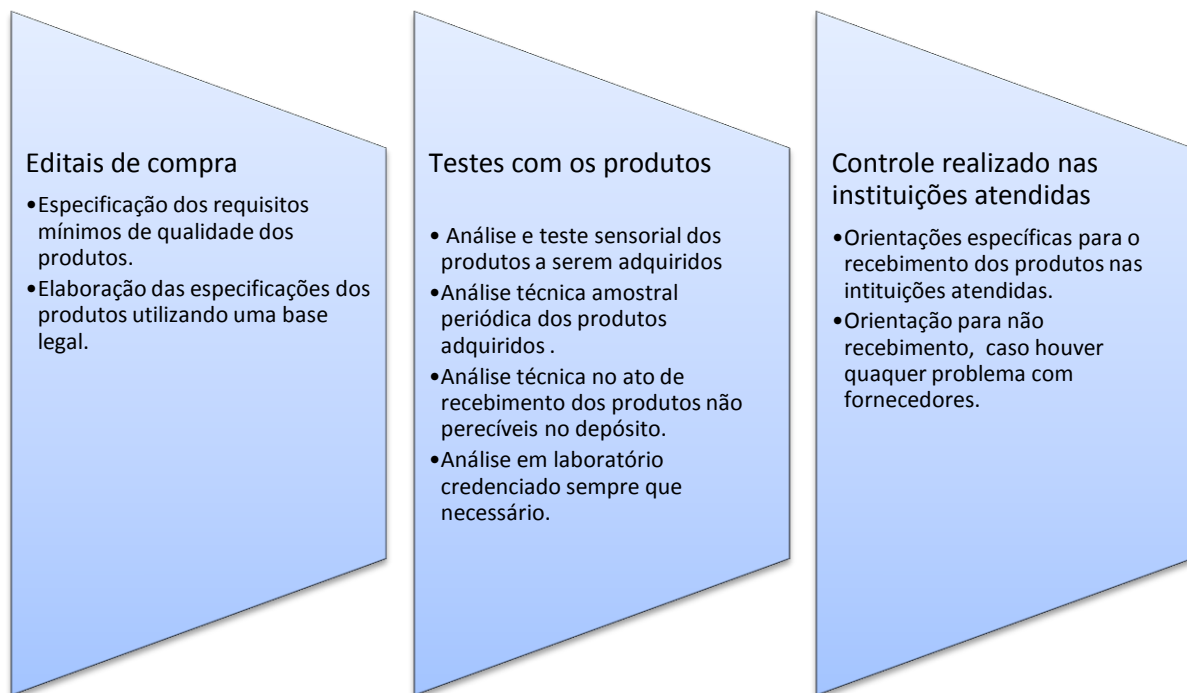 Editais de compra
•Especificação dos requisitos
mínimos de qualidade dos
produtos.
•Elaboração das especificações dos
produtos utilizando uma base
legal.
Testes com os produtos
• Análise e teste sensorial dos
produtos a serem adquiridos
•Análise técnica amostral
periódica dos produtos
adquiridos .
•Análise técnica no ato de
recebimento dos produtos não
perecíveis no depósito.
•Análise em laboratório
credenciado sempre que
necessário.
Controle realizado nas
instituições atendidas
•Orientações específicas para o
recebimento dos produtos nas
intituições atendidas.
•Orientação para não
recebimento,  caso houver
quaquer problema com
fornecedores.